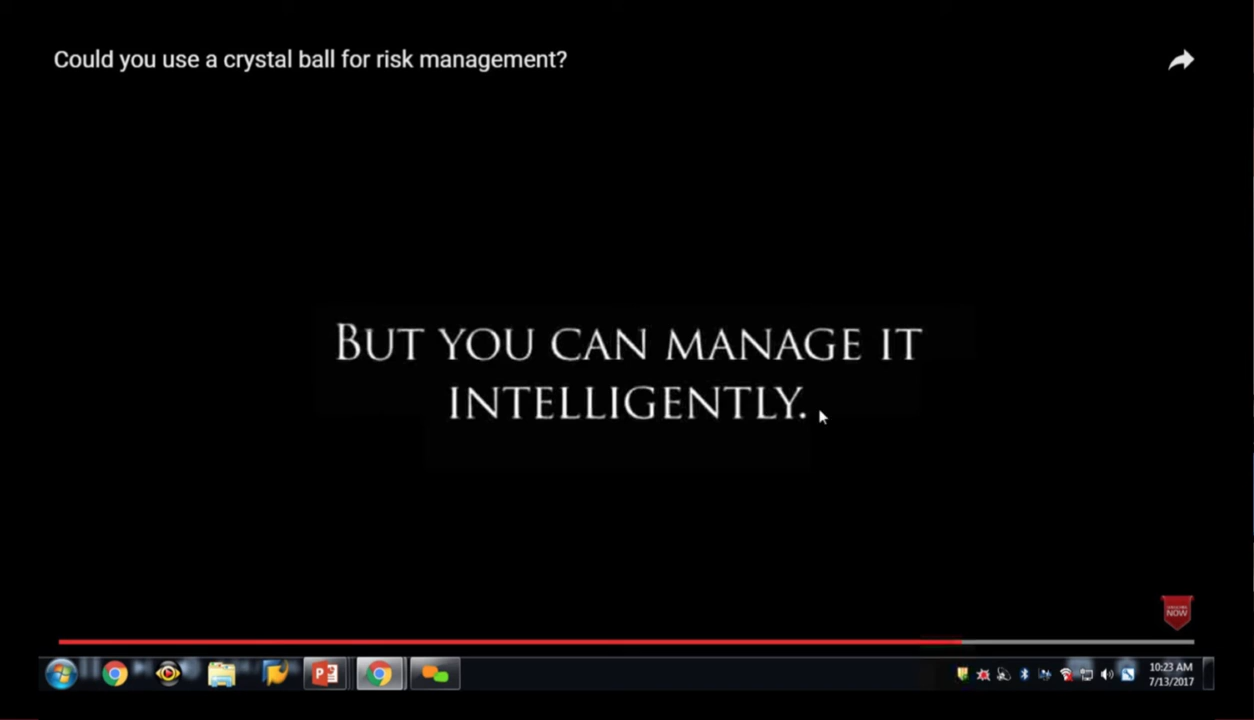 Could you use a crystal ball for risk management?
BUT YOU CAN MANAGE IT
INTELLIGENTLY.
NOW
10:23 AM
7/13/2017